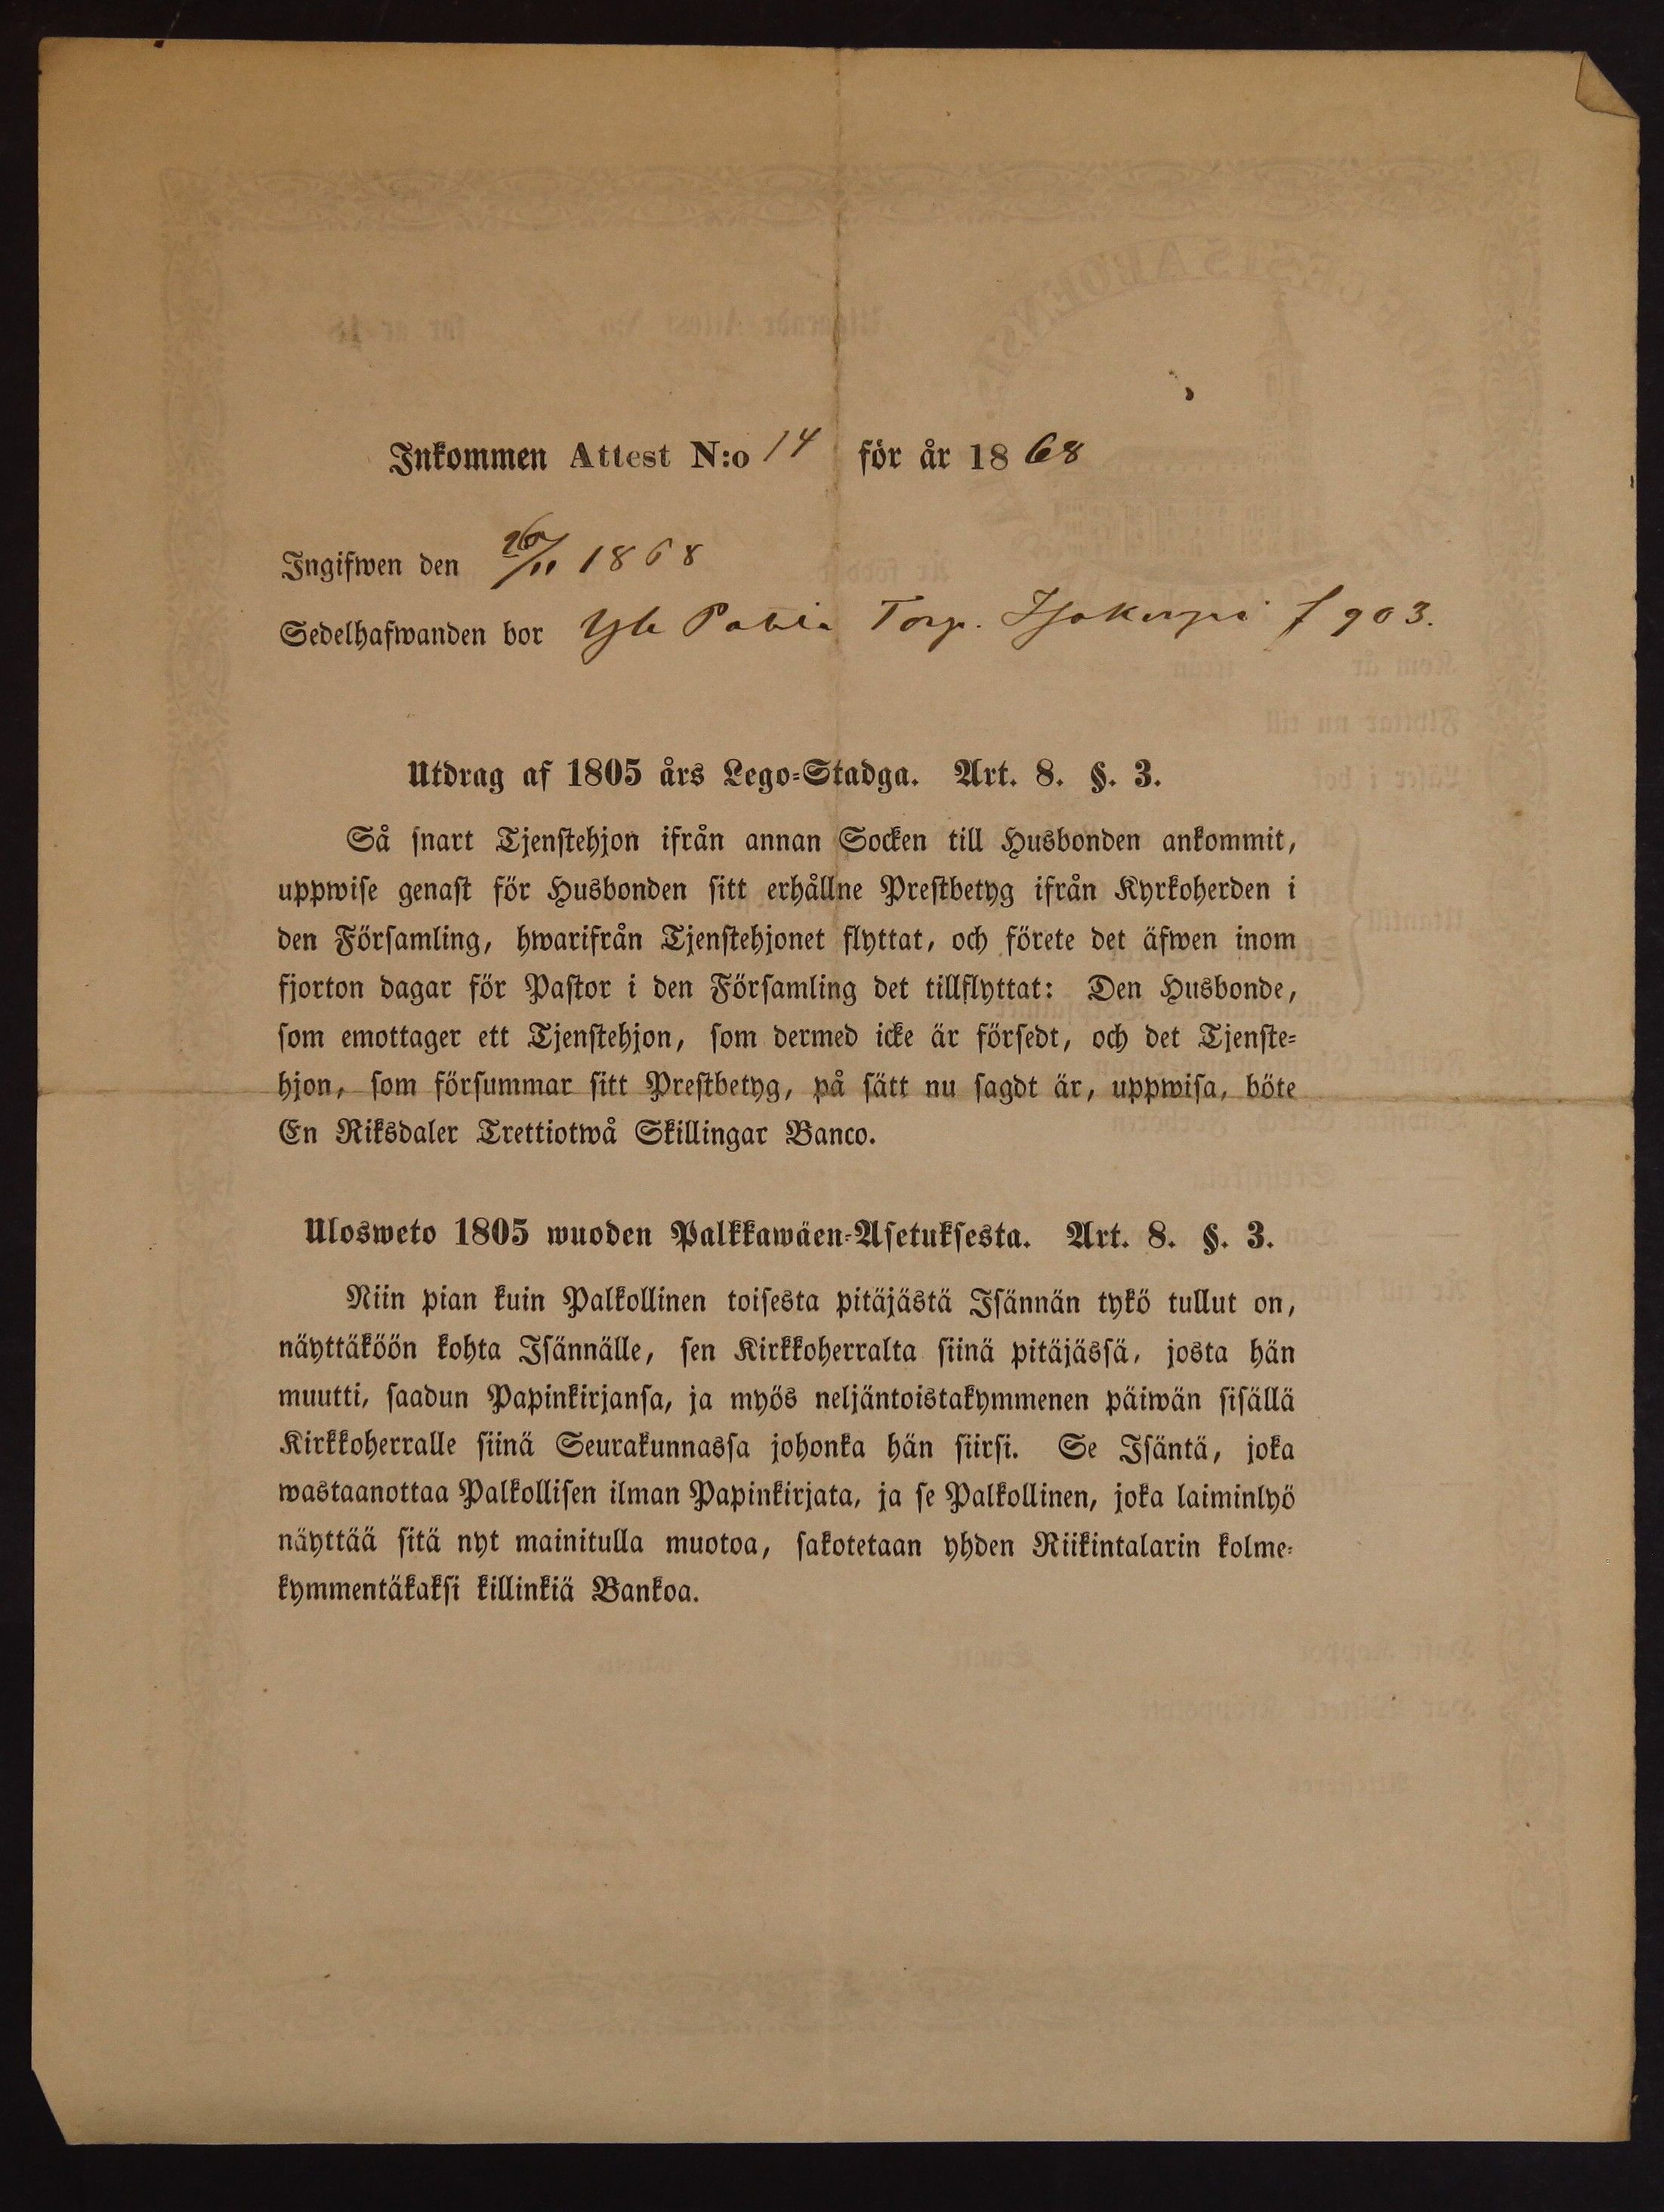 Inkommen Attest N:o 14 för år 1868
Ingifwen den 26/11 1868
Sedelhafwanden bor Torp. 903.
Utdrag af 1805 års Lego-Stadga. Art. 8. §. 3.
Så snart Tjenstehjon ifrån annan Socken till Husbonden ankommit,
uppwise genast för Husbonden sitt erhållne Prestbetyg ifrån Kyrkoherden i
den Församling, hwarifrån Tjenstehjonet flyttat, och förete det äfwen inom
fjorton dagar för Pastor i den Församling det tillflyttat: Den Husbonde,
som emottager ett Tjenstehjon, som dermed icke är försedt, och det Tjenste-
hjon, som försummar sitt Prestbetyg, på sätt nu sagdt är, uppwisa, böte
En Riksdaler Trettiotwå Skillingar Banco.
Ulosweto 1805 wuoden Palkkawäen-Asetuksesta. Art. 8. §. 3.
Niin pian kuin Palkollinen toisesta pitäjästä Isännän tykö tullut on,
näyttäköön kohta Isännälle, sen Kirkkoherralta siinä pitäjässä, josta hän
muutti, saadun Papinkirjansa, ja myös neljäntoistakymmenen päiwän sisällä
Kirkkoherralle siinä Seurakunnassa johonka hän siirsi. Se Isäntä, joka
wastaanottaa Palkollisen ilman Papinkirjata, ja se Palkollinen, joka laiminlyö
näyttää sitä nyt mainitulla muotoa, sakotetaan yhden Riikintalarin kolme-
kymmentäkaksi killinkiä Bankoa.